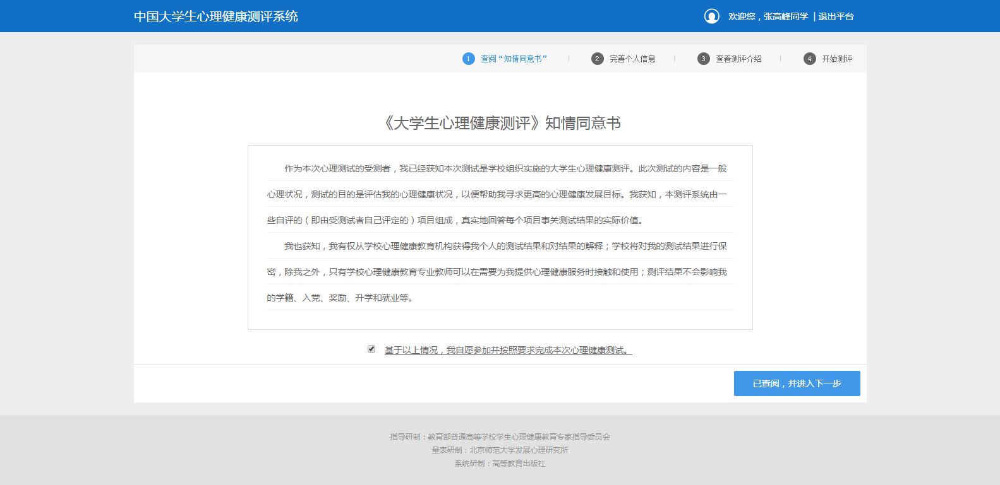 中国大学生心理健康测评系统
欢迎您，张高峰同学 | 退出平台
1 查阅“知情同意书” 2 完善个人信息 3 查看测评介绍 4 开始测评
《大学生心理健康测评》知情同意书
作为本次心理测试的受测者，我已经获知本次测试是学校组织实施的大学生心理健康测评。此次测试的内容是一般
心理状况，测试的目的是评估我的心理健康状况，以便帮助我寻求更高的心理健康发展目标。我获知，本测评系统由一
些自评的（即由受测试者自己评定的）项目组成，真实地回答每个项目事关测试结果的实际价值。
我也获知，我有权从学校心理健康教育机构获得我个人的测试结果和对结果的解释；学校将对我的测试结果进行保
密，除我之外，只有学校心理健康教育专业教师可以在需要为我提供心理健康服务时接触和使用；测评结果不会影响我
的学籍、入党、奖励、升学和就业等。
基于以上情况，我自愿参加并按照要求完成本次心理健康测试。
已查阅，并进入下一步
指导研制：教育部普通高等学校学生心理健康教育专家指导委员会
量表研制：北京师范大学发展心理研究所
系统研制：高等教育出版社